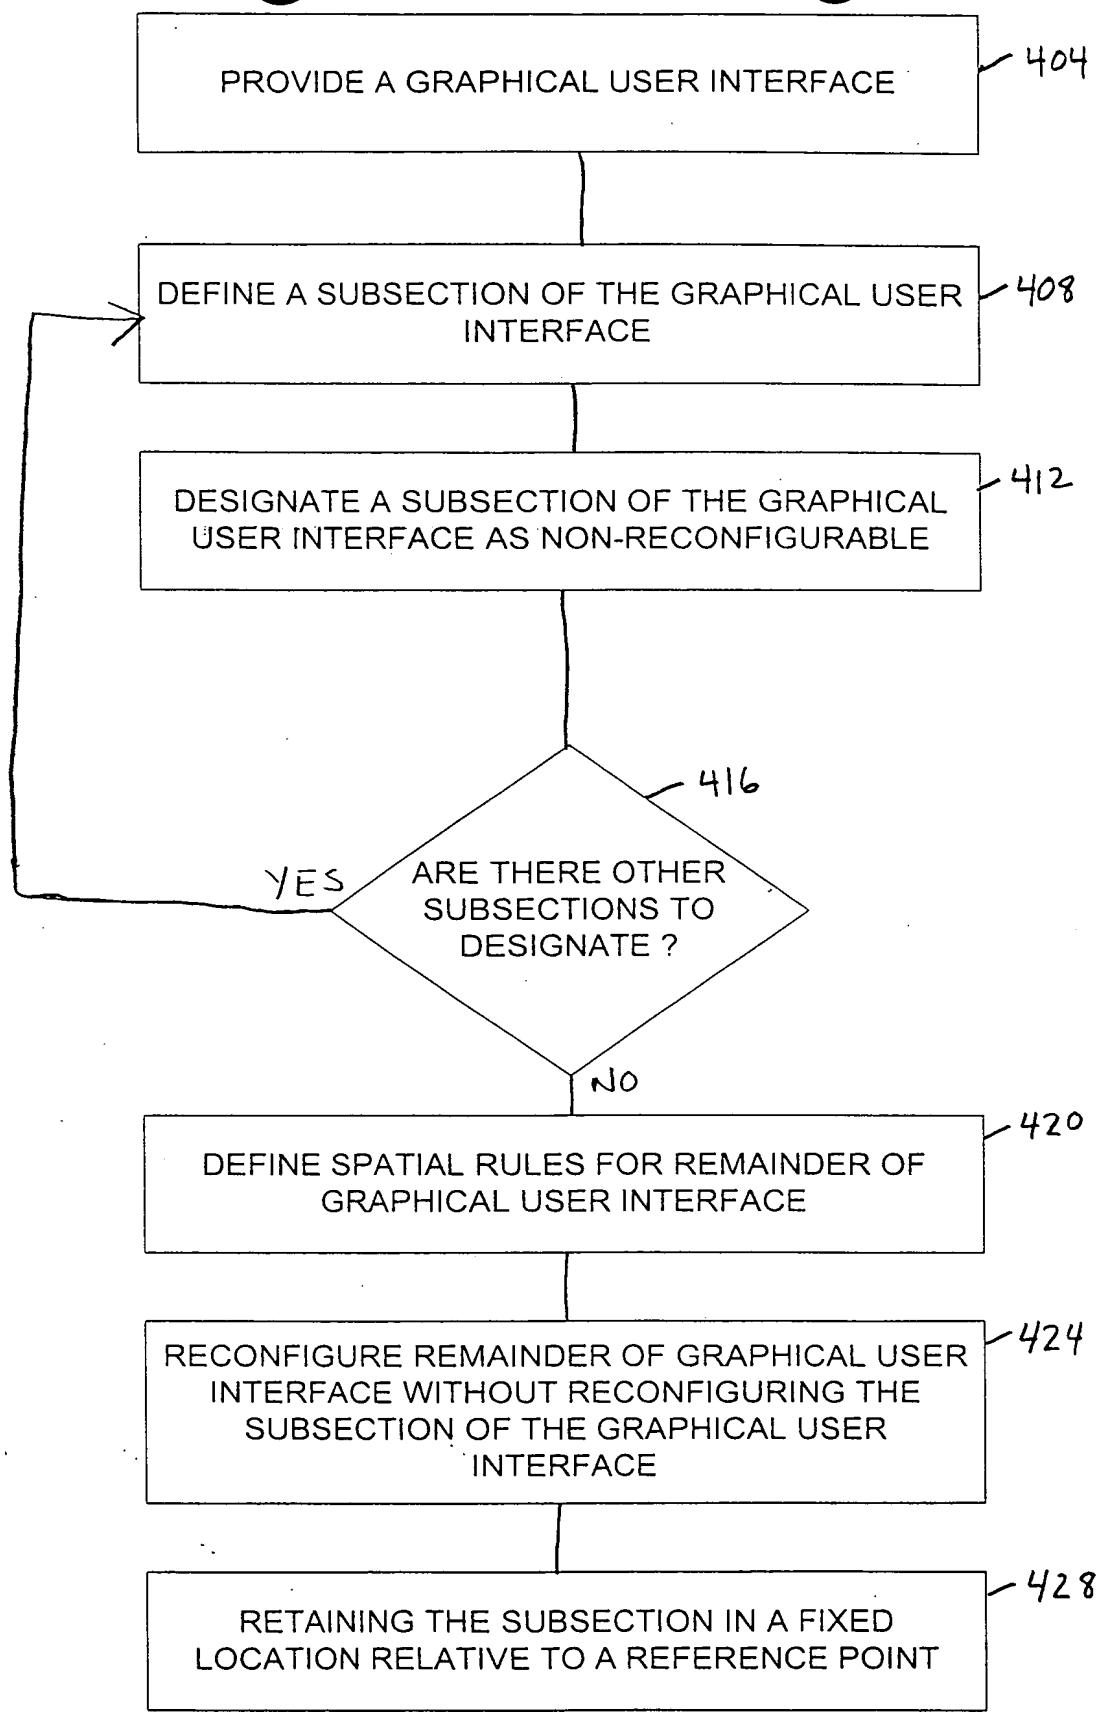 PROVIDE A GRAPHICAL USER INTERFACE
404
DEFINE A SUBSECTION OF THE GRAPHICAL USER
INTERFACE
408
DESIGNATE A SUBSECTION OF THE GRAPHICAL
USER INTERFACE AS NON-RECONFIGURABLE
412
416
ARE THERE OTHER
SUBSECTIONS TO
DESIGNATE ?
YES
NO
DEFINE SPATIAL RULES FOR REMAINDER OF
GRAPHICAL USER INTERFACE
420
RECONFIGURE REMAINDER OF GRAPHICAL USER
INTERFACE WITHOUT RECONFIGURING THE
SUBSECTION OF THE GRAPHICAL USER
INTERFACE
424
RETAINING THE SUBSECTION IN A FIXED
LOCATION RELATIVE TO A REFERENCE POINT
428